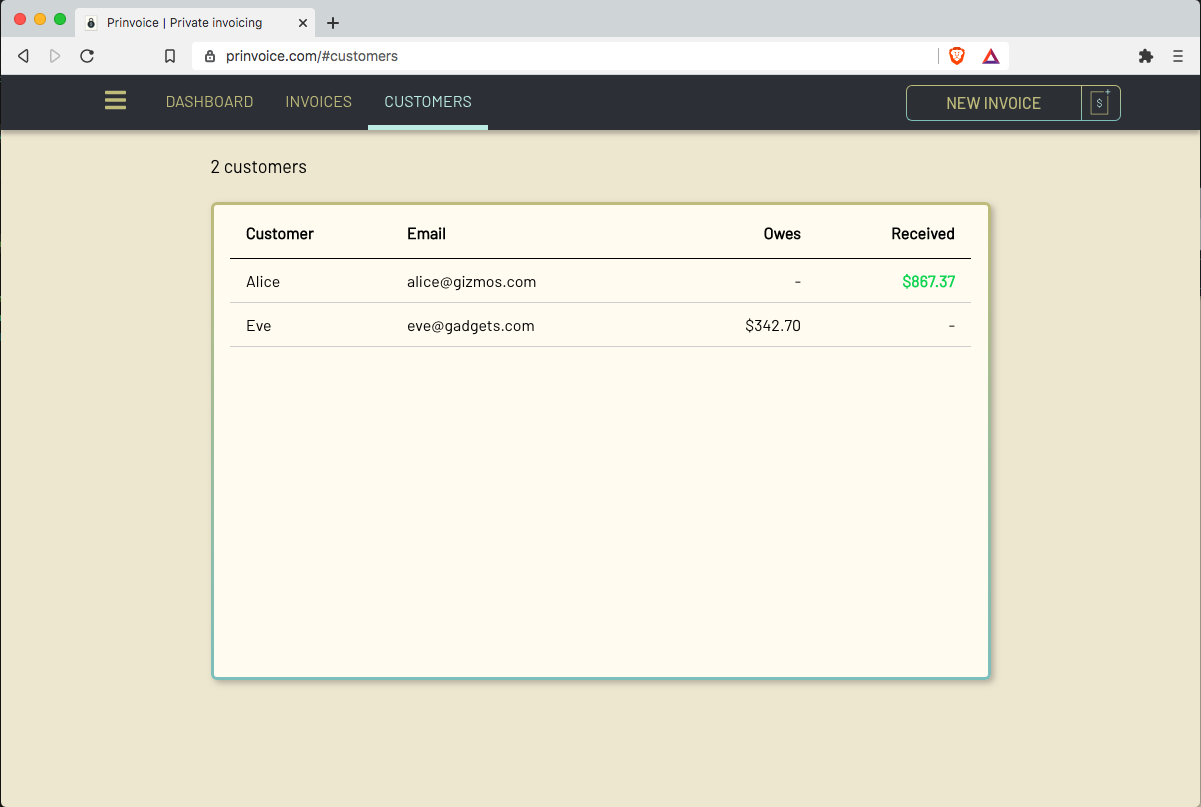 Prinvoice | Private invoicing
prinvoice.com/#customers
DASHBOARD INVOICES CUSTOMERS NEW INVOICE $+
2 customers
Customer Email Owes Received
Alice alice@gizmos.com - $867.37
Eve eve@gadgets.com $342.70 -